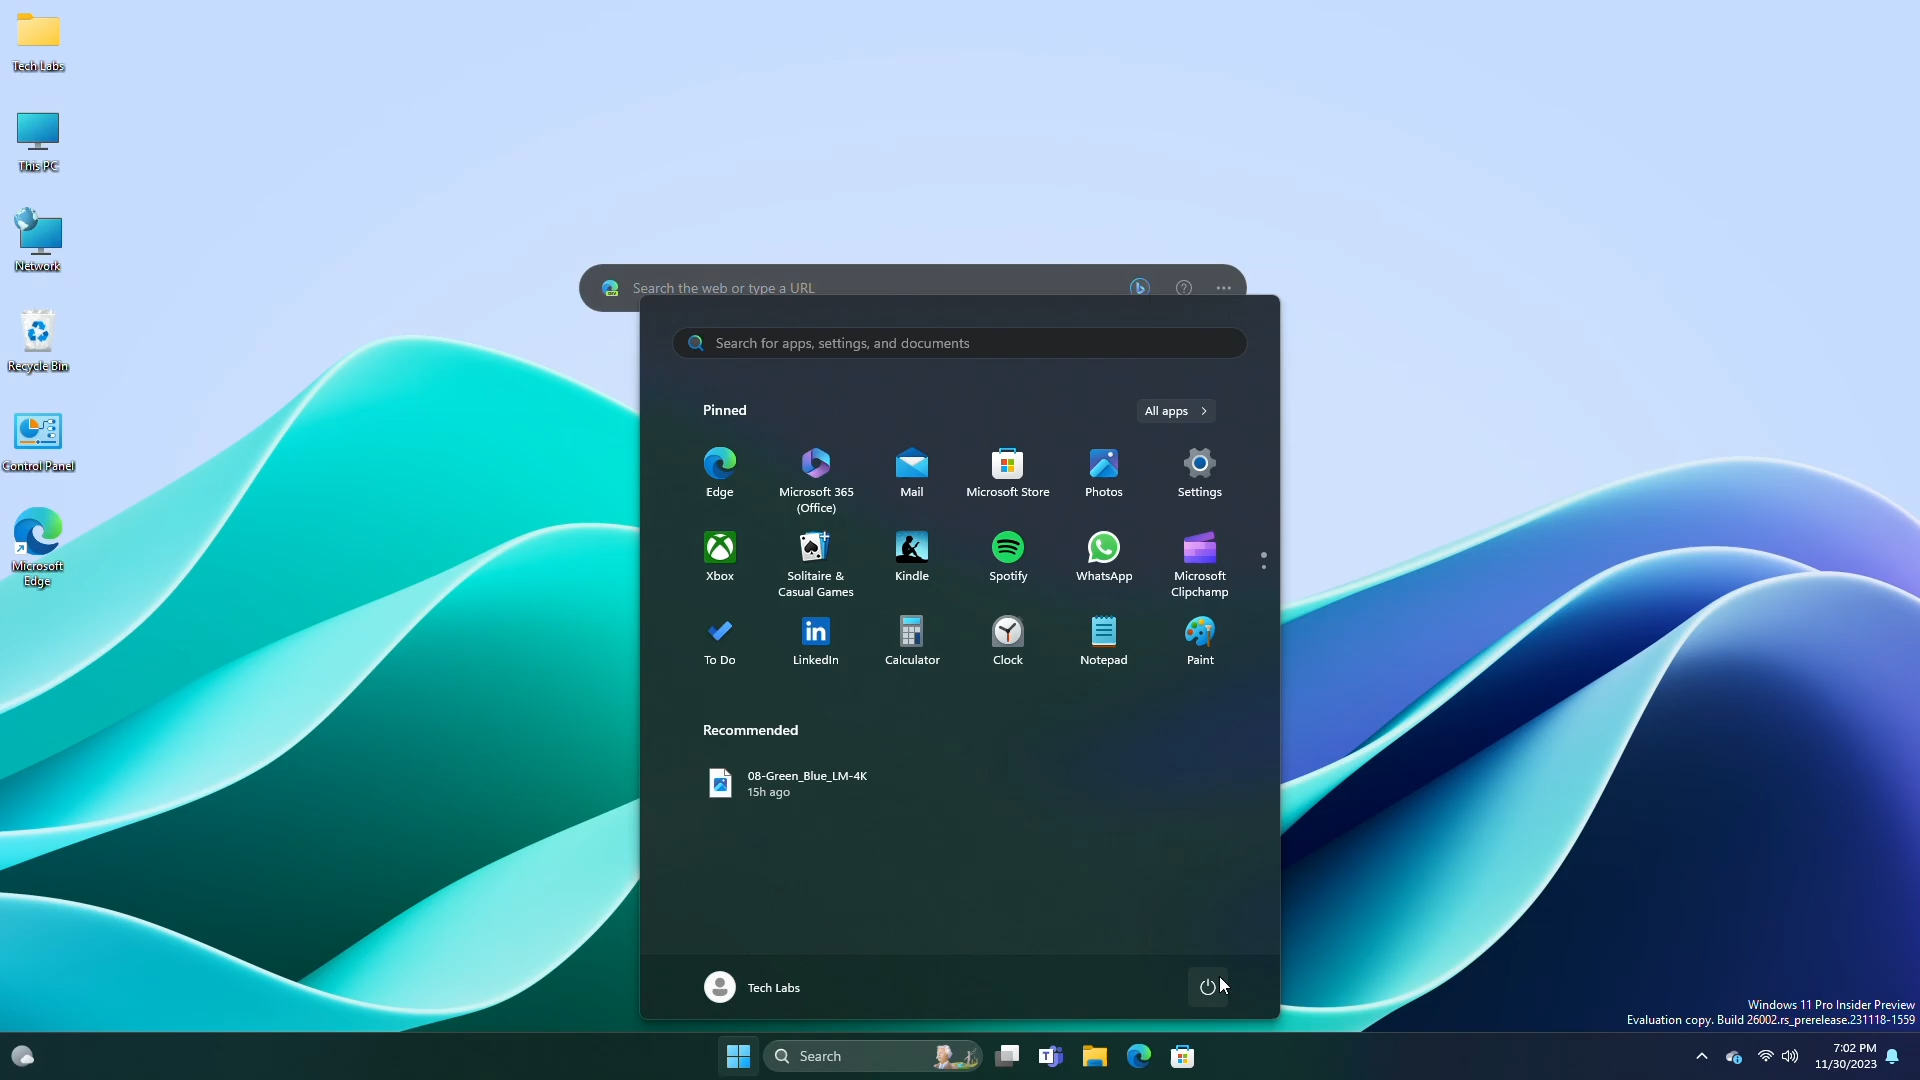 Tech Labs
This PC
Network
Recycle Bin
Control Panel
Microsoft
Edge
Search the web or type a URL
Search for apps, settings, and documents
Pinned
All apps
Edge
Microsoft 365
(Office)
Mail
Microsoft Store
Photos
Settings
Xbox
Solitaire &
Casual Games
Kindle
Spotify
WhatsApp
Microsoft
Clipchamp
To Do
LinkedIn
Calculator
Clock
Notepad
Paint
Recommended
08-Green_Blue_LM-4K
15h ago
Tech Labs
Windows 11 Pro Insider Preview
Evaluation copy. Build 26002.rs_prerelease.231118-1559
Search
7:02 PM
11/30/2023